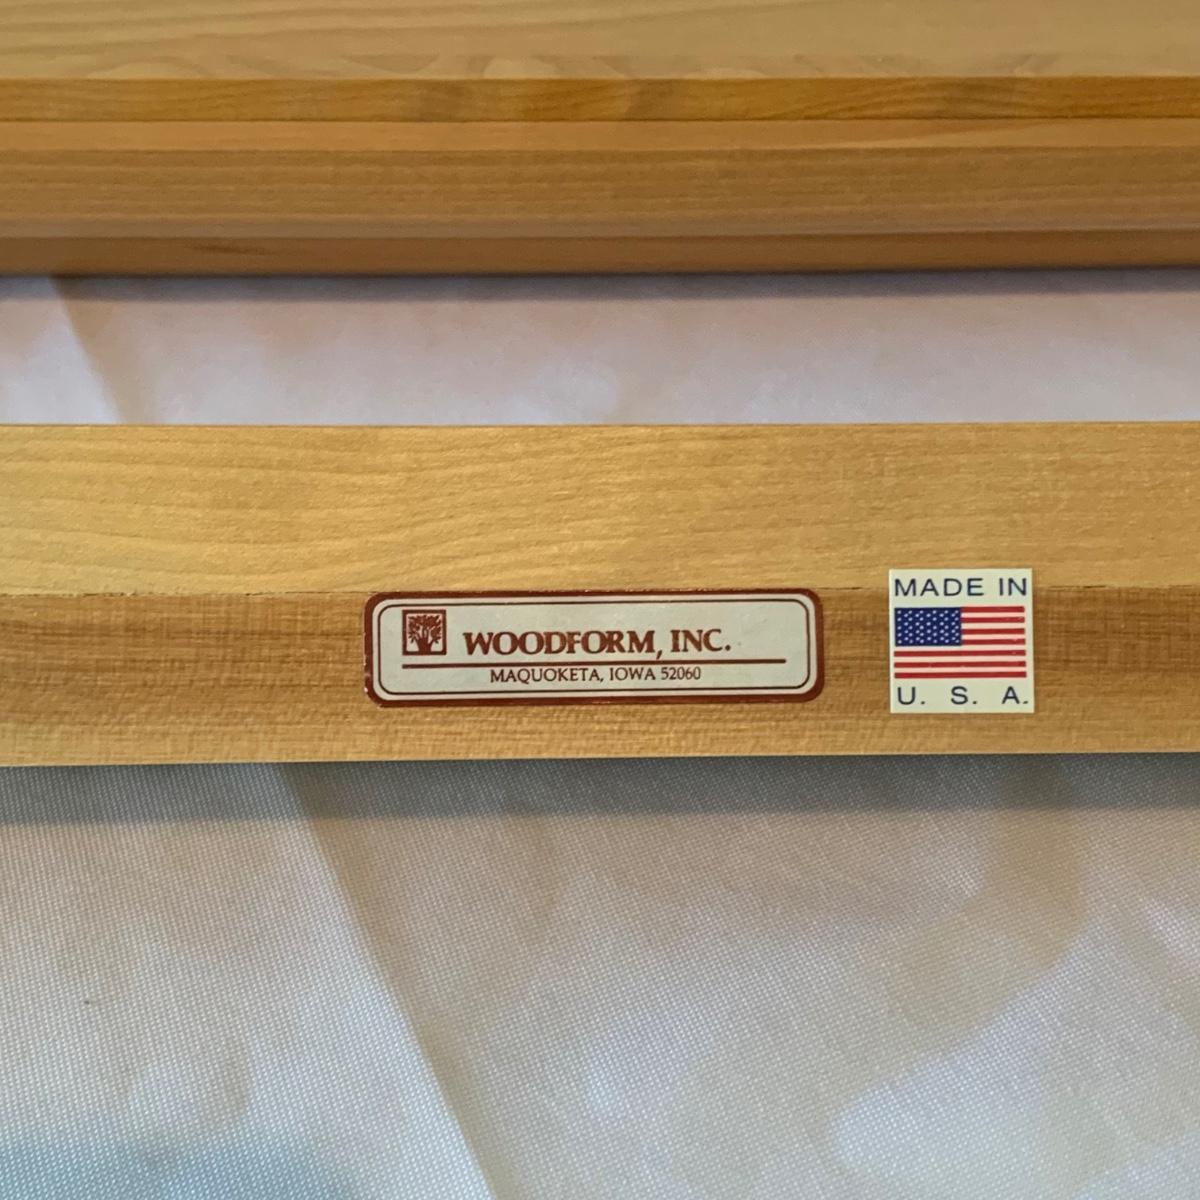 WOODFORM, INC.
MAQUOKETA, IOWA 52060
MADE IN
U. S. A.